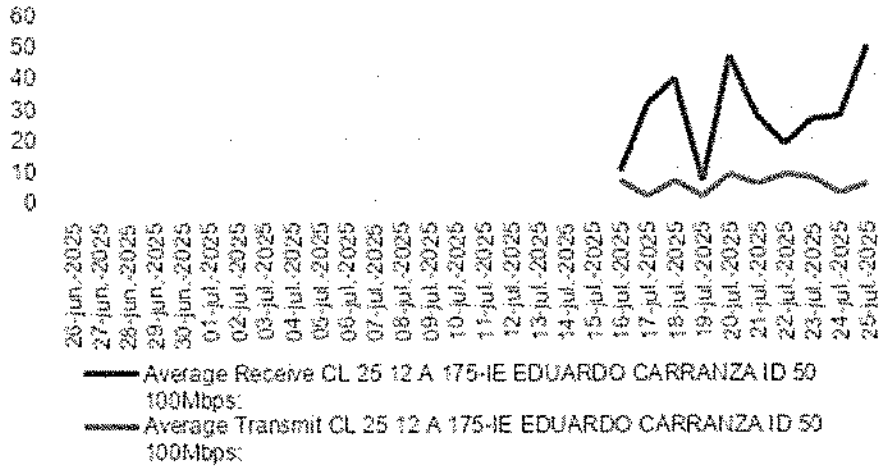 60
50
40
30
20
10
0
26-jun.-2025
27-jun.-2025
28-jun.-2025
29-jun.-2025
30-jun.-2025
01-jul.-2025
02-jul.-2025
03-jul.-2025
04-jul.-2025
05-jul.-2025
06-jul.-2025
07-jul.-2025
08-jul.-2025
09-jul.-2025
10-jul.-2025
11-jul.-2025
12-jul.-2025
13-jul.-2025
14-jul.-2025
15-jul.-2025
16-jul.-2025
17-jul.-2025
18-jul.-2025
19-jul.-2025
20-jul.-2025
21-jul.-2025
22-jul.-2025
23-jul.-2025
24-jul.-2025
25-jul.-2025
Average Receive CL 25 12 A 175-IE EDUARDO CARRANZA ID 50
100Mbps:
Average Transmit CL 25 12 A 175-IE EDUARDO CARRANZA ID 50
100Mbps: